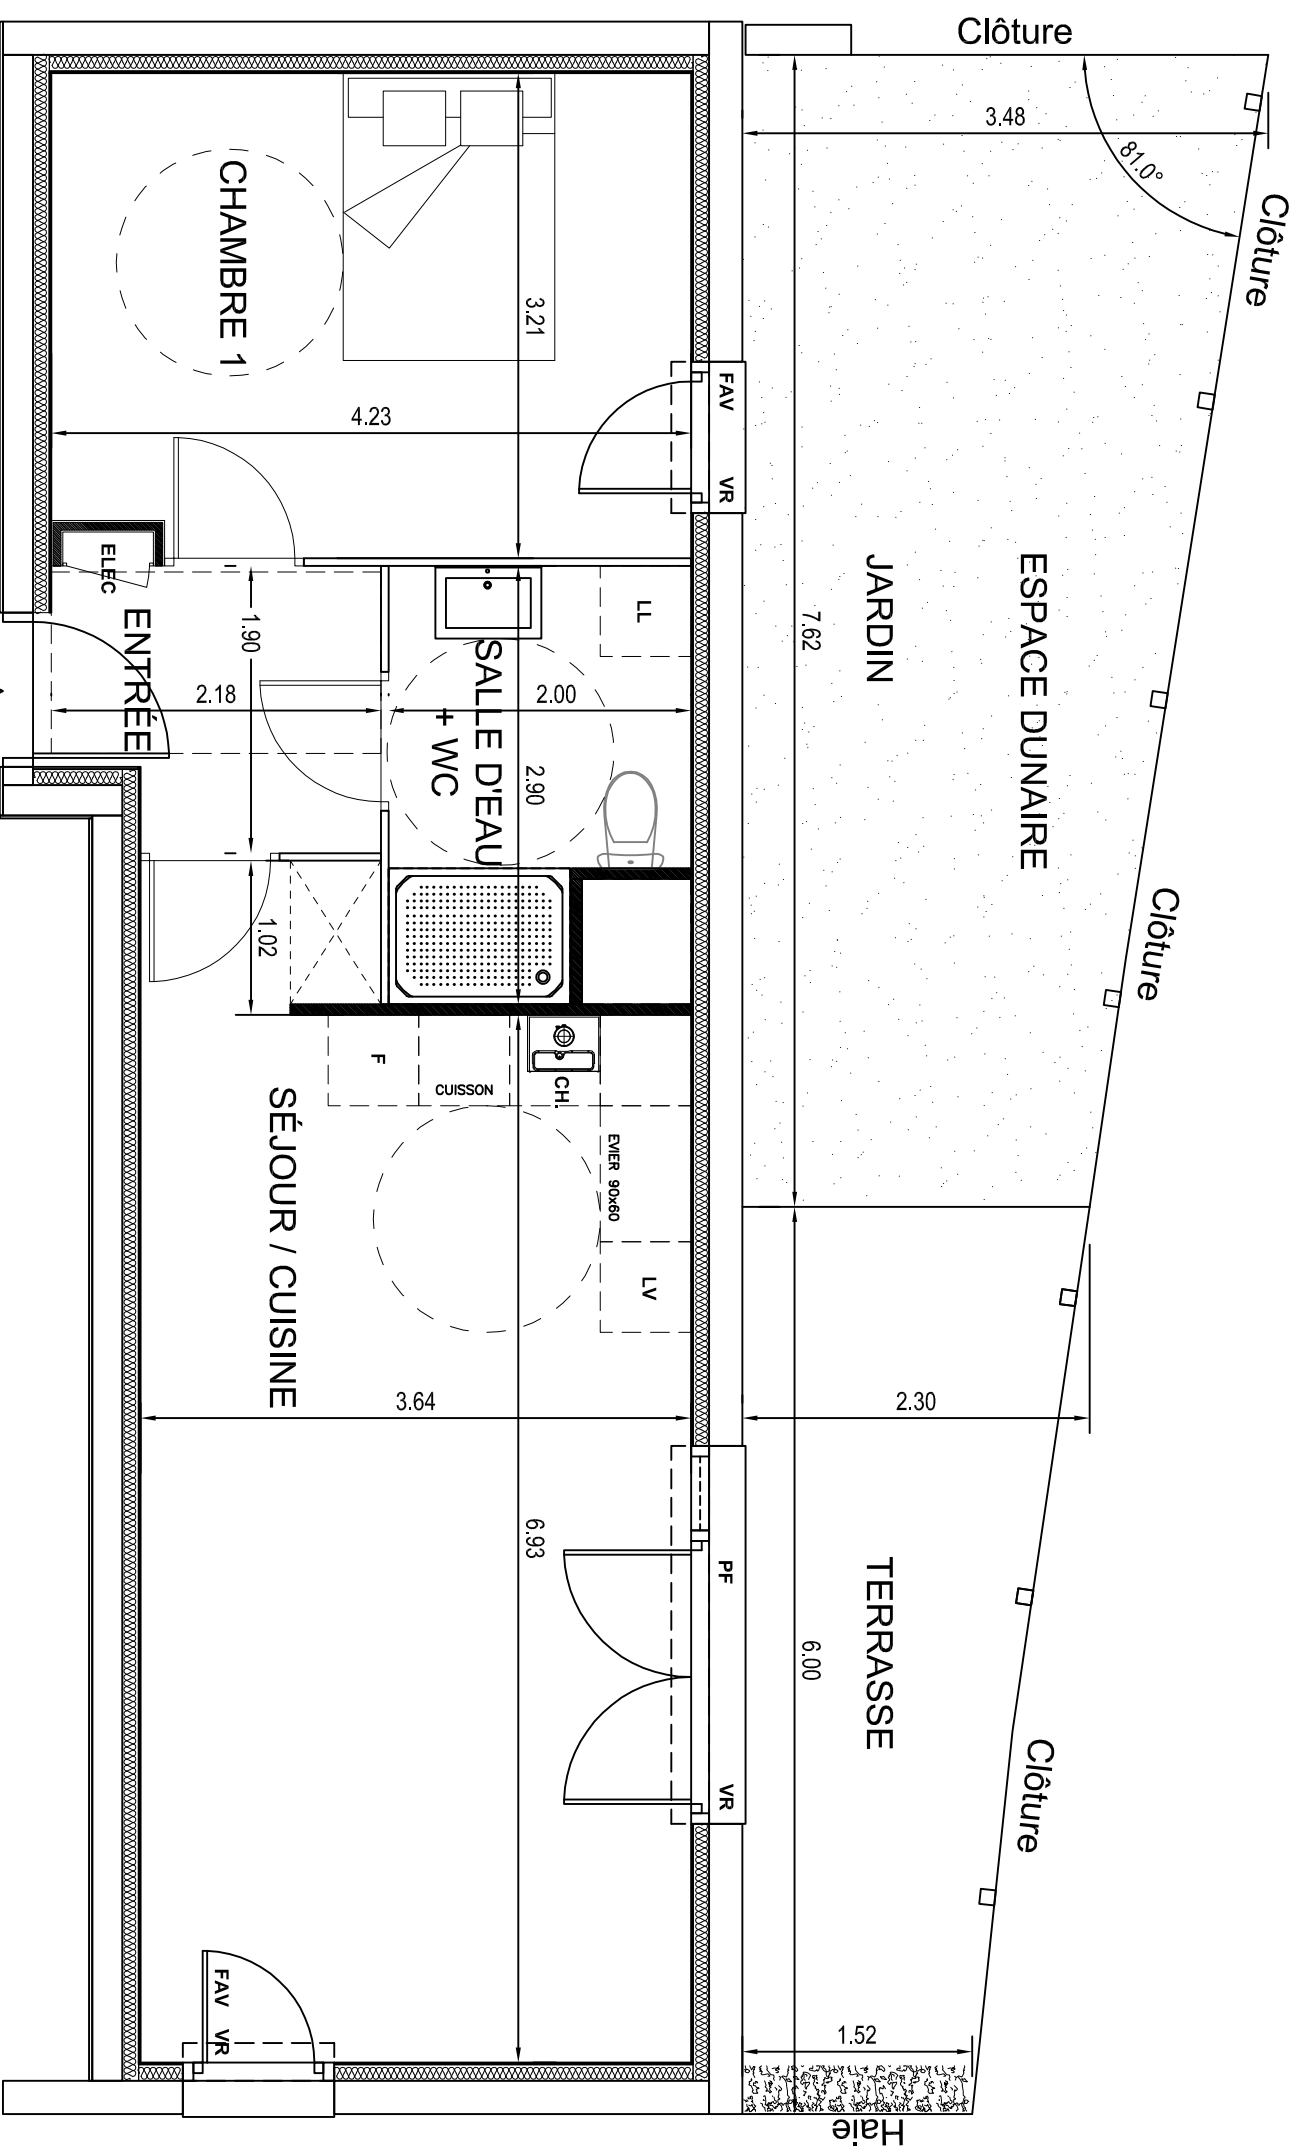 Clôture
3.48
81.0°
Clôture
CHAMBRE 1
3.21
4.23
FAV VR
ESPACE DUNAIRE
JARDIN
7.62
ELEC
ENTRÉE
1.90
2.18
LL
SALLE D'EAU
+ WC
2.00
2.90
1.02
Clôture
F
CUISSON
CH.
EVIER 90x60
LV
SÉJOUR / CUISINE
3.64
6.93
2.30
PF VR
TERRASSE
6.00
Clôture
FAV VR
1.52
Haie